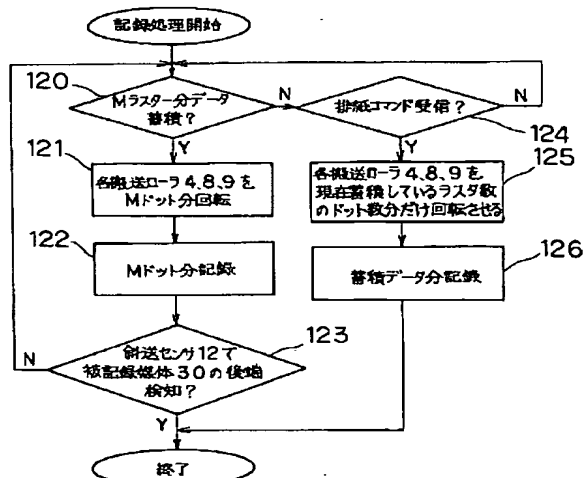 記録処理開始
120
Mラスター分データ
蓄積?
N
Y
排紙コマンド受信?
N
Y
124
121
各搬送ローラ4、8、9を
Mドット分回転
125
各搬送ローラ4、8、9を
現在蓄積しているラスタ数
のドット数分だけ回転させる
122
Mドット分記録
126
蓄積データ分記録
123
斜送センサ12で
被記録媒体30の後端
検知?
N
Y
終了